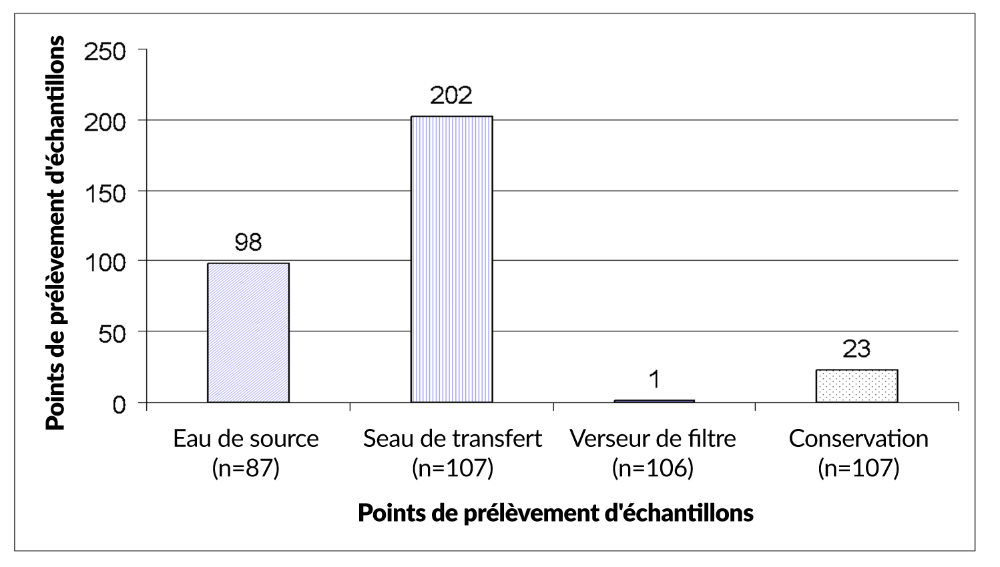 Points de prélèvement d'échantillons
250
200
150
100
50
0
98
202
1
23
Eau de source
(n=87)
Seau de transfert
(n=107)
Verseur de filtre
(n=106)
Conservation
(n=107)
Points de prélèvement d'échantillons